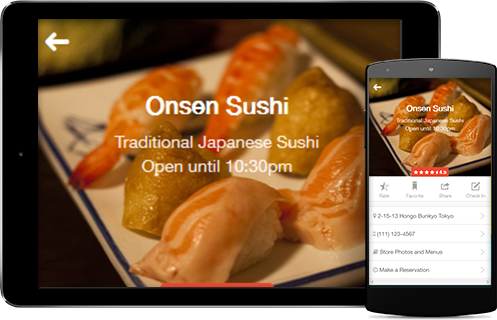 Onsen Sushi
Traditional Japanese Sushi
Open until 10:30pm
Onsen Sushi
Traditional Japanese Sushi
Open until 10:30pm
4.5
Rate Favorite Share Check In
2-15-13 Hongo Bunkyo Tokyo
(111) 123-4567
Store Photos and Menus
Make a Reservation